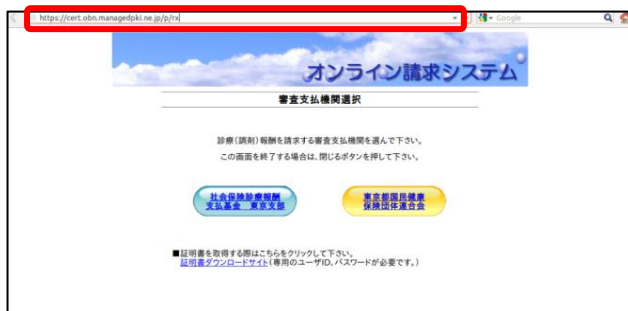 https://cert.obn.managedpki.ne.jp/p/rx
Google
オンライン請求システム
審査支払機関選択
診療(調剤)報酬を請求する審査支払機関を選んで下さい。
この画面を終了する場合は、閉じるボタンを押して下さい。
社会保険診療報酬
支払基金 東京支部
東京都国民健康
保険団体連合会
■証明書を取得する際はこちらをクリックして下さい。
証明書ダウンロードサイト(専用のユーザID、パスワードが必要です。)